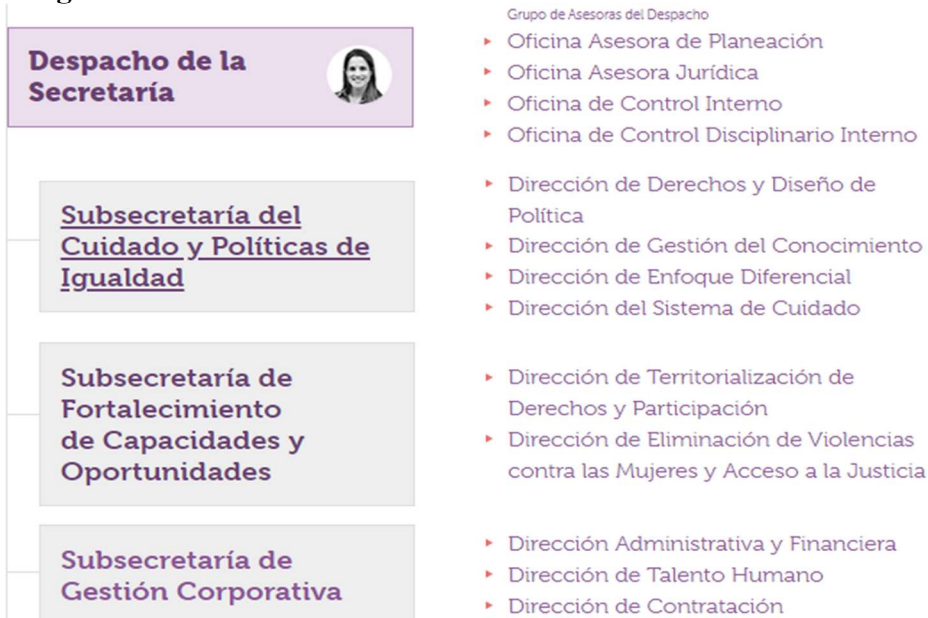 Grupo de Asesoras del Despacho
Despacho de la
Secretaría
Oficina Asesora de Planeación
Oficina Asesora Jurídica
Oficina de Control Interno
Oficina de Control Disciplinario Interno
Subsecretaría del
Cuidado y Políticas de
Igualdad
Dirección de Derechos y Diseño de
Política
Dirección de Gestión del Conocimiento
Dirección de Enfoque Diferencial
Dirección del Sistema de Cuidado
Subsecretaría de
Fortalecimiento
de Capacidades y
Oportunidades
Dirección de Territorialización de
Derechos y Participación
Dirección de Eliminación de Violencias
contra las Mujeres y Acceso a la Justicia
Subsecretaría de
Gestión Corporativa
Dirección Administrativa y Financiera
Dirección de Talento Humano
Dirección de Contratación